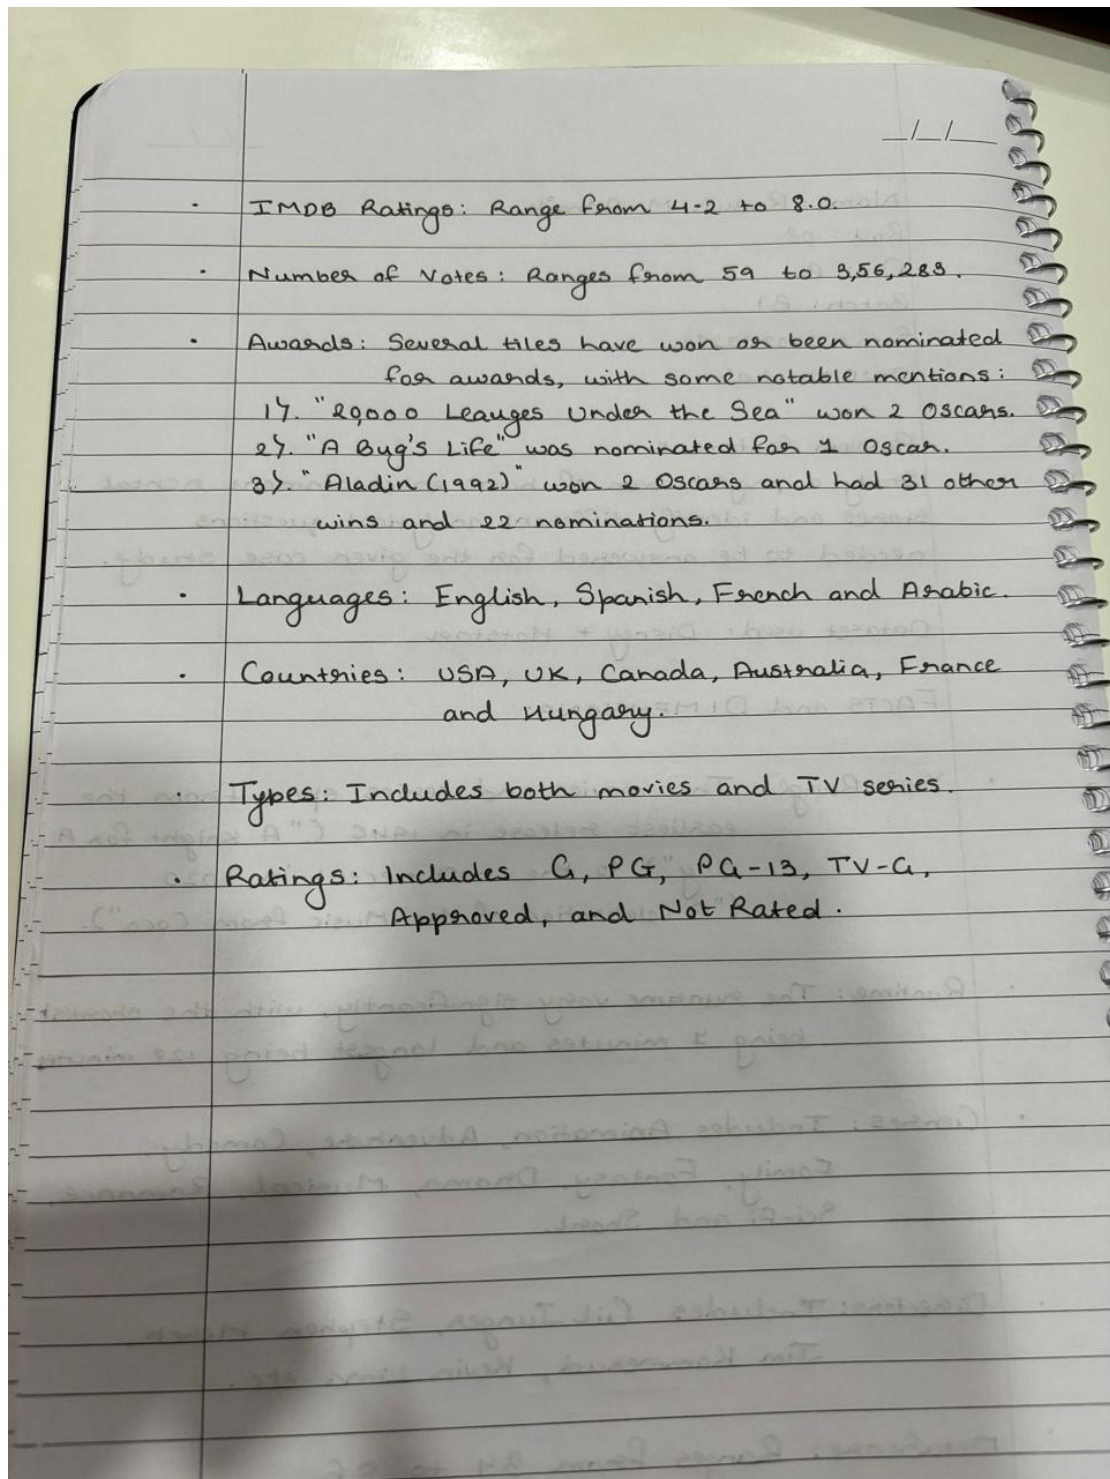 _/_/_
· IMDB Ratings: Range from 4-2 to 8.0.
· Number of Votes: Ranges from 59 to 3,56,283.
· Awards: Several tiles have won or been nominated
for awards, with some notable mentions:
1). "20,000 Leauges Under the Sea" won 2 Oscars.
2). "A Bug's Life" was nominated for 1 Oscar.
3). "Aladin (1992)" won 2 Oscars and had 31 other
wins and 22 nominations.
· Languages: English, Spanish, French and Arabic.
· Countries: USA, UK, Canada, Australia, France
and Hungary.
· Types: Includes both movies and TV series.
· Ratings: Includes G, PG, PG-13, TV-G,
Approved, and Not Rated.